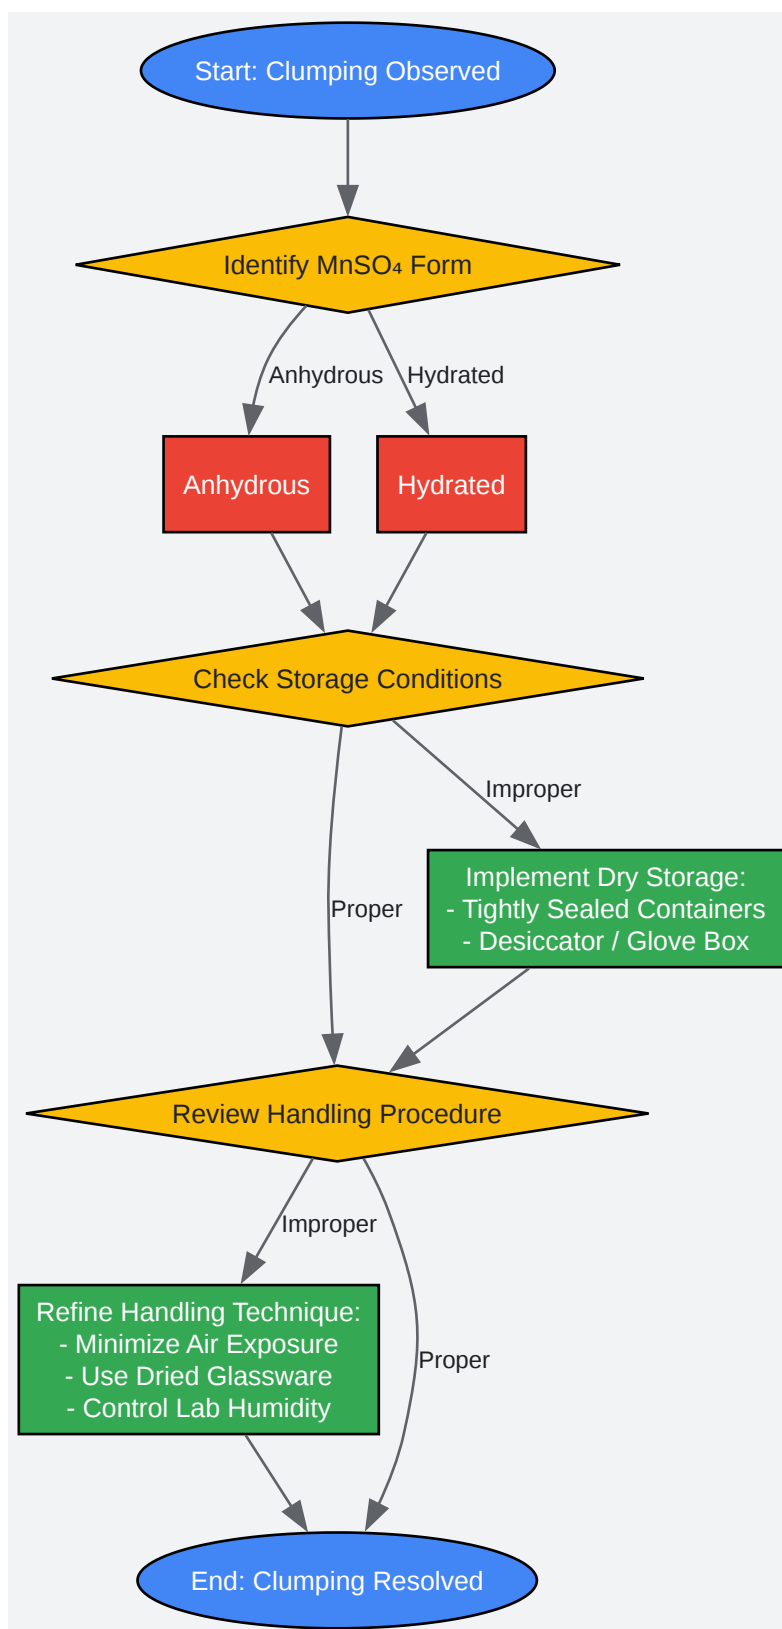 Start: Clumping Observed
Identify MnSO₄ Form
Anhydrous
Hydrated
Anhydrous
Hydrated
Check Storage Conditions
Improper
Implement Dry Storage:
- Tightly Sealed Containers
- Desiccator / Glove Box
Proper
Review Handling Procedure
Improper
Refine Handling Technique:
- Minimize Air Exposure
- Use Dried Glassware
- Control Lab Humidity
Proper
End: Clumping Resolved